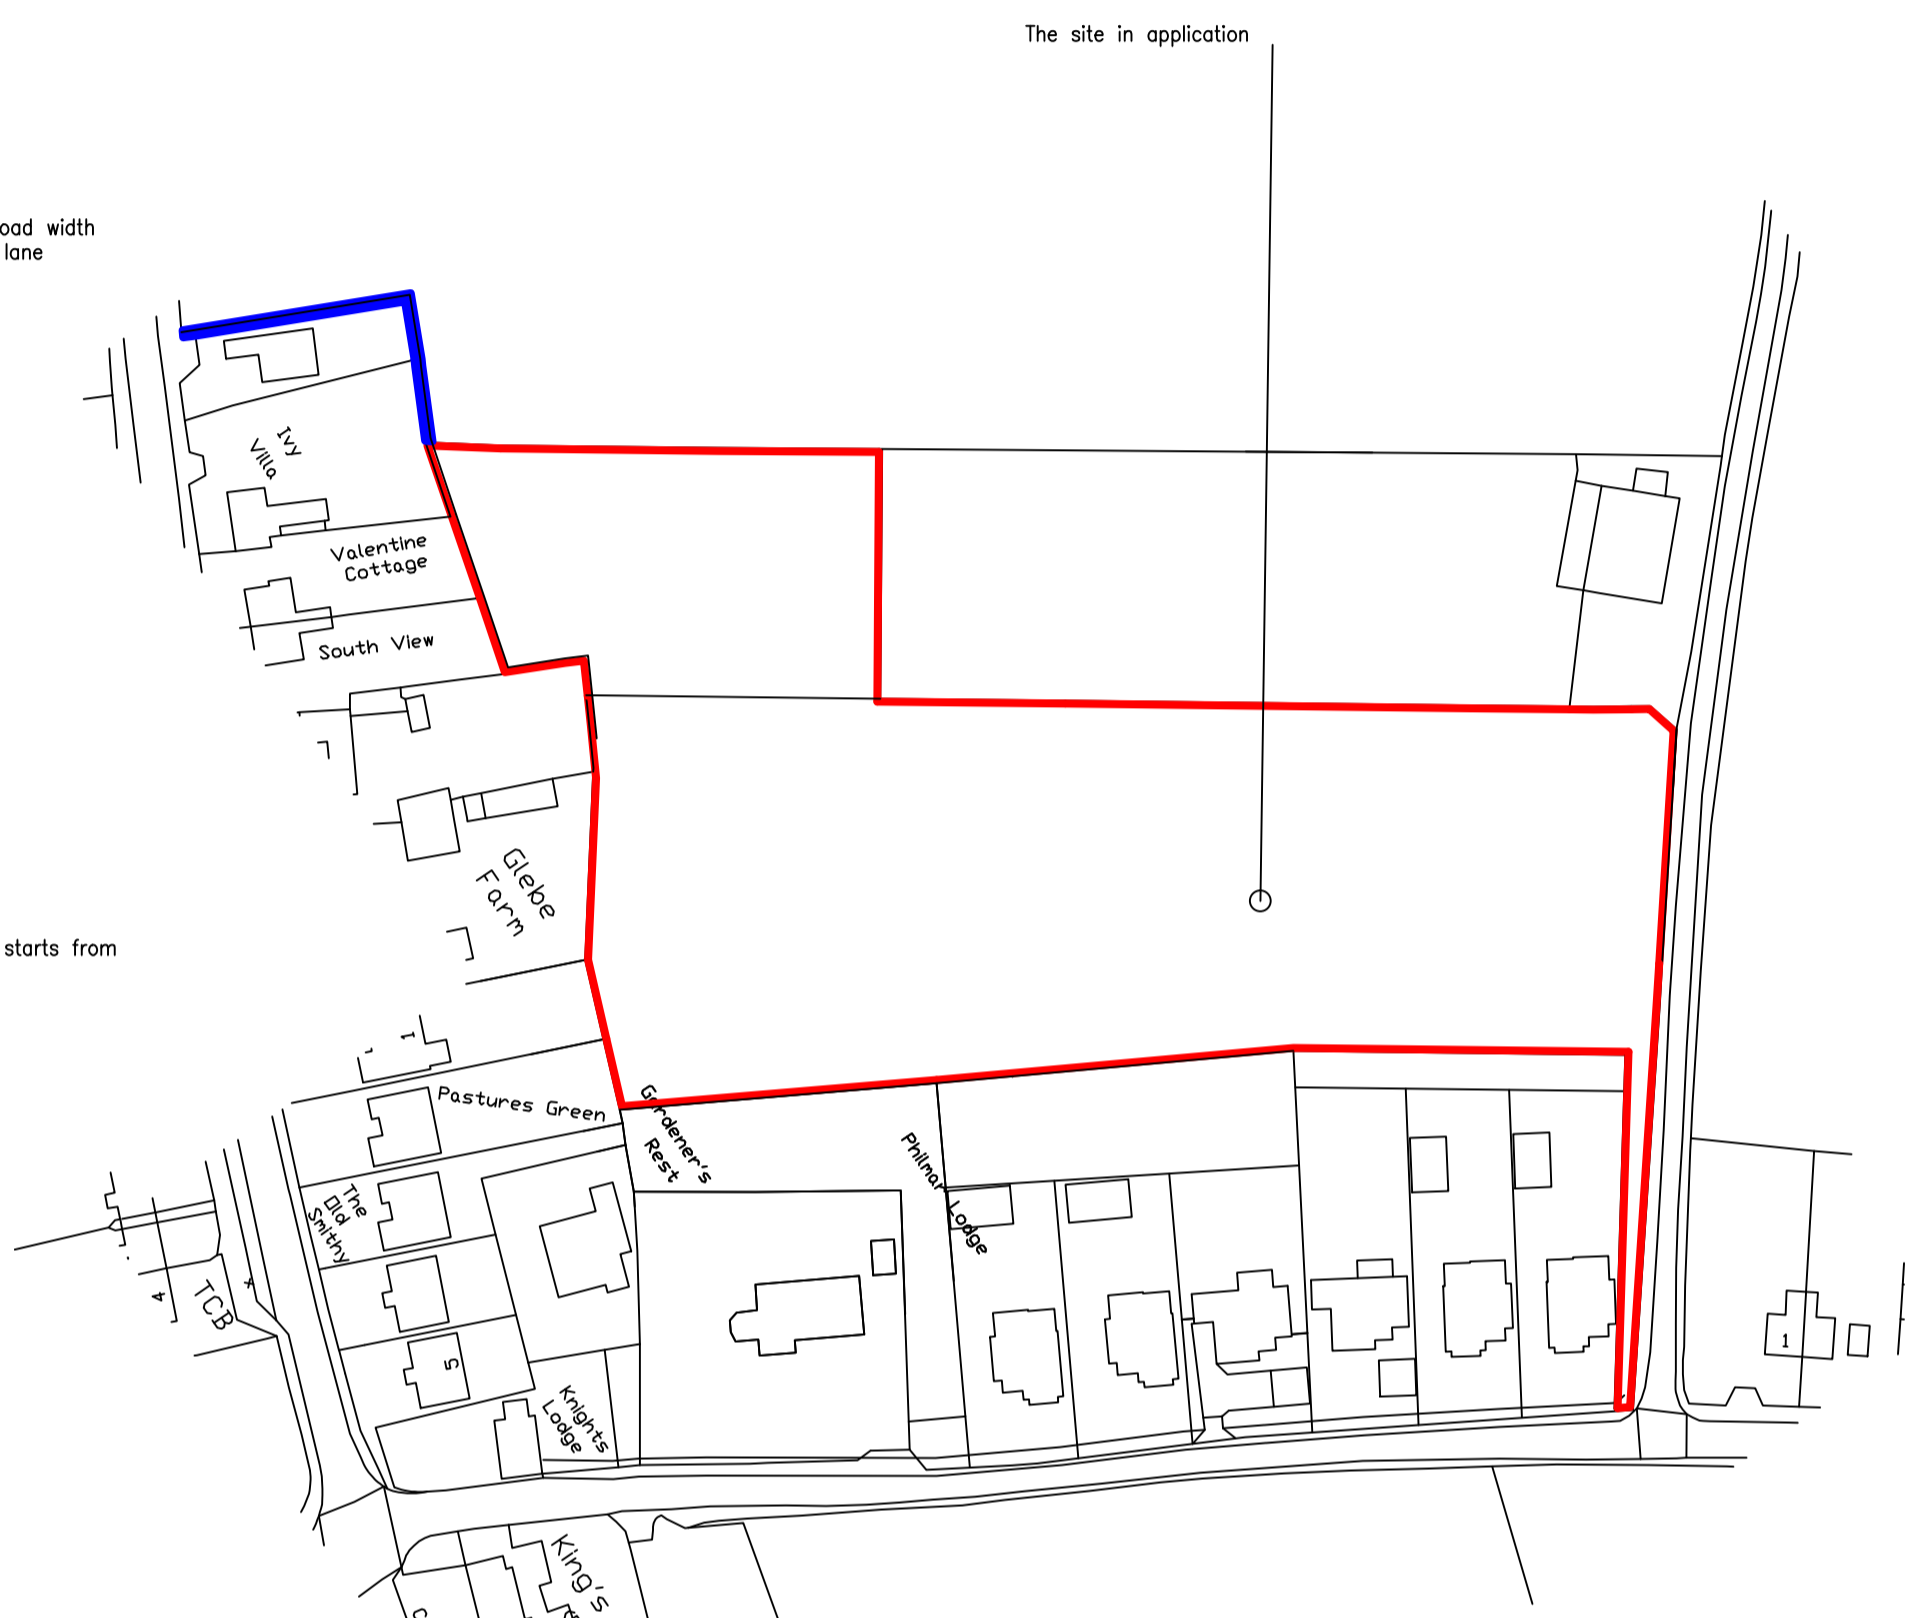 The site in application
oad width
lane
Ivy
Villa
Valentine
Cottage
South View
Glebe
Farm
starts from
1
Pastures Green
Gardener's
Rest
Philmar Lodge
The
Old
Smithy
TCB
4
5
1
Knights
Lodge
King's